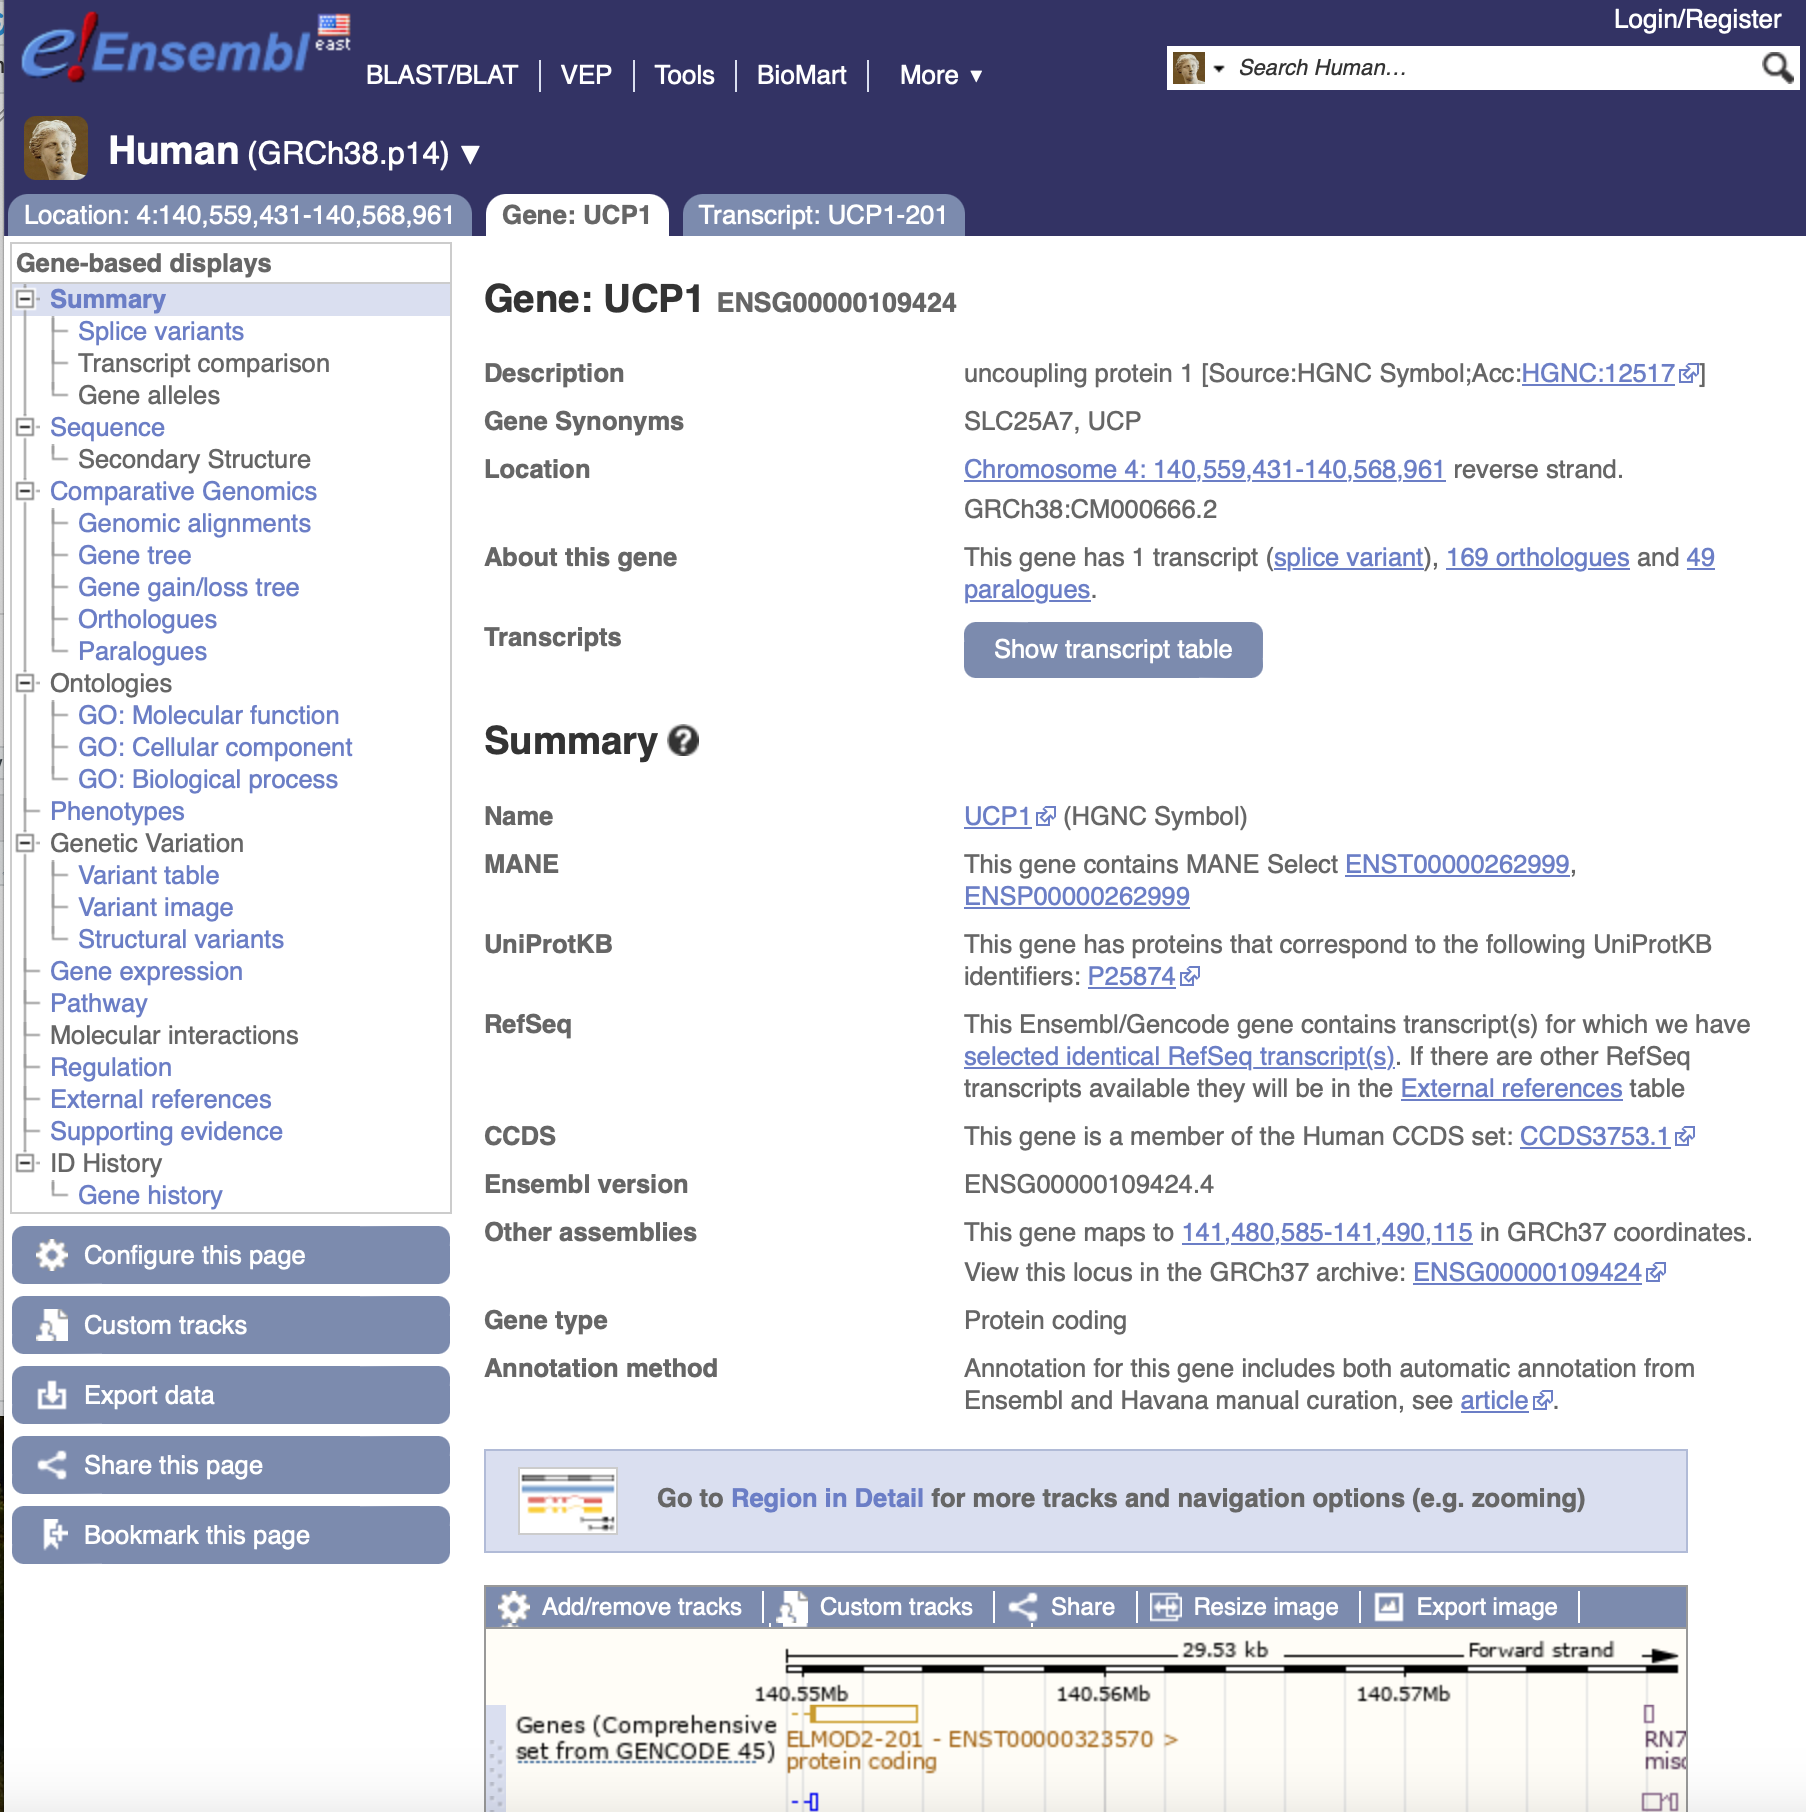 e!Ensembl east
Login/Register
BLAST/BLAT | VEP | Tools | BioMart | More ▼
Search Human...
Human (GRCh38.p14) ▼
Location: 4:140,559,431-140,568,961
Gene: UCP1
Transcript: UCP1-201
Gene-based displays
Summary
Splice variants
Transcript comparison
Gene alleles
Sequence
Secondary Structure
Comparative Genomics
Genomic alignments
Gene tree
Gene gain/loss tree
Orthologues
Paralogues
Ontologies
GO: Molecular function
GO: Cellular component
GO: Biological process
Phenotypes
Genetic Variation
Variant table
Variant image
Structural variants
Gene expression
Pathway
Molecular interactions
Regulation
External references
Supporting evidence
ID History
Gene history
Configure this page
Custom tracks
Export data
Share this page
Bookmark this page
Gene: UCP1 ENSG00000109424
Description
uncoupling protein 1 [Source:HGNC Symbol;Acc:HGNC:12517]
Gene Synonyms
SLC25A7, UCP
Location
Chromosome 4: 140,559,431-140,568,961 reverse strand.
GRCh38:CM000666.2
About this gene
This gene has 1 transcript (splice variant), 169 orthologues and 49
paralogues.
Transcripts
Show transcript table
Summary ?
Name
UCP1 (HGNC Symbol)
MANE
This gene contains MANE Select ENST00000262999,
ENSP00000262999
UniProtKB
This gene has proteins that correspond to the following UniProtKB
identifiers: P25874
RefSeq
This Ensembl/Gencode gene contains transcript(s) for which we have
selected identical RefSeq transcript(s). If there are other RefSeq
transcripts available they will be in the External references table
CCDS
This gene is a member of the Human CCDS set: CCDS3753.1
Ensembl version
ENSG00000109424.4
Other assemblies
This gene maps to 141,480,585-141,490,115 in GRCh37 coordinates.
View this locus in the GRCh37 archive: ENSG00000109424
Gene type
Protein coding
Annotation method
Annotation for this gene includes both automatic annotation from
Ensembl and Havana manual curation, see article.
Go to Region in Detail for more tracks and navigation options (e.g. zooming)
Add/remove tracks | Custom tracks | Share | Resize image | Export image
29.53 kb
Forward strand
140.55Mb 140.56Mb 140.57Mb
Genes (Comprehensive
set from GENCODE 45)
ELMOD2-201 - ENST00000323570 >
protein coding
RN7
misc